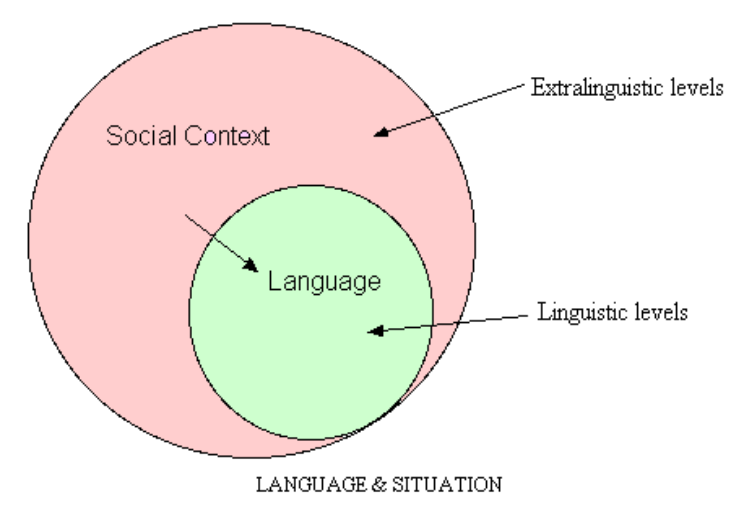 Extralinguistic levels
Social Context
Language
Linguistic levels
LANGUAGE & SITUATION